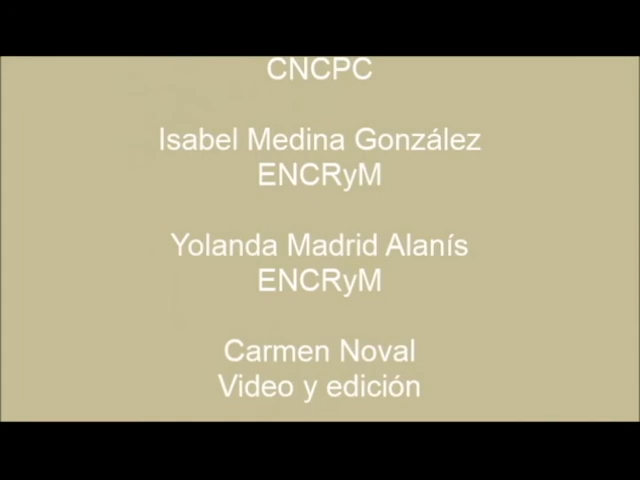 CNCPC
Isabel Medina González
ENCRyM
Yolanda Madrid Alanís
ENCRyM
Carmen Noval
Video y edición